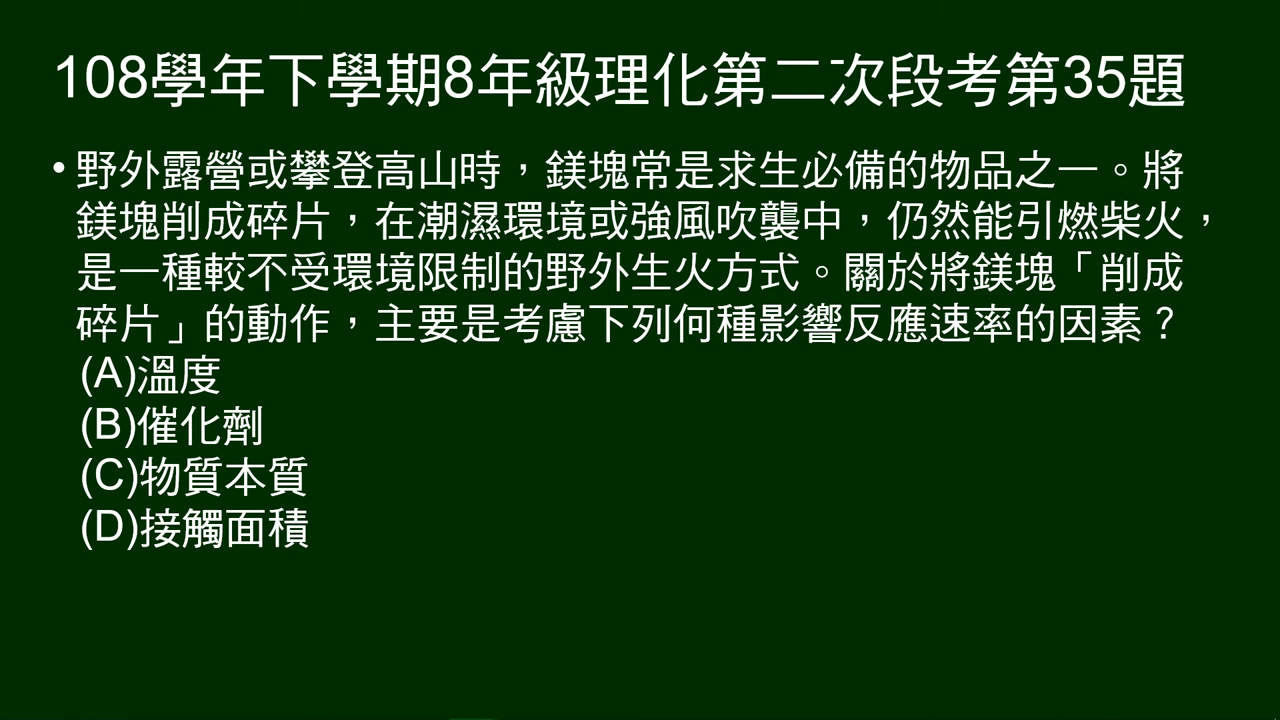 108學年下學期8年級理化第二次段考第35題
•野外露營或攀登高山時，鎂塊常是求生必備的物品之一。將
鎂塊削成碎片，在潮濕環境或強風吹襲中，仍然能引燃柴火，
是一種較不受環境限制的野外生火方式。關於將鎂塊「削成
碎片」的動作，主要是考慮下列何種影響反應速率的因素？
(A)溫度
(B)催化劑
(C)物質本質
(D)接觸面積